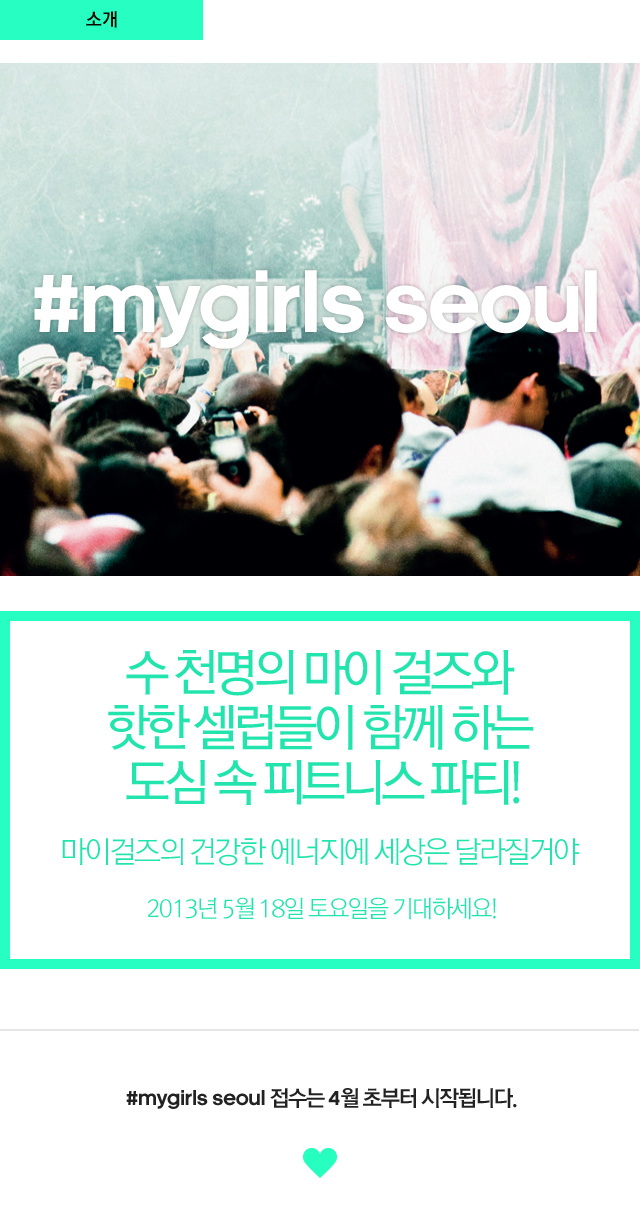 소개
#mygirls seoul
수 천명의 마이 걸즈와
핫한 셀럽들이 함께 하는
도심 속 피트니스 파티!
마이걸즈의 건강한 에너지에 세상은 달라질거야
2013년 5월 18일 토요일을 기대하세요!
#mygirls seoul 접수는 4월 초부터 시작됩니다.